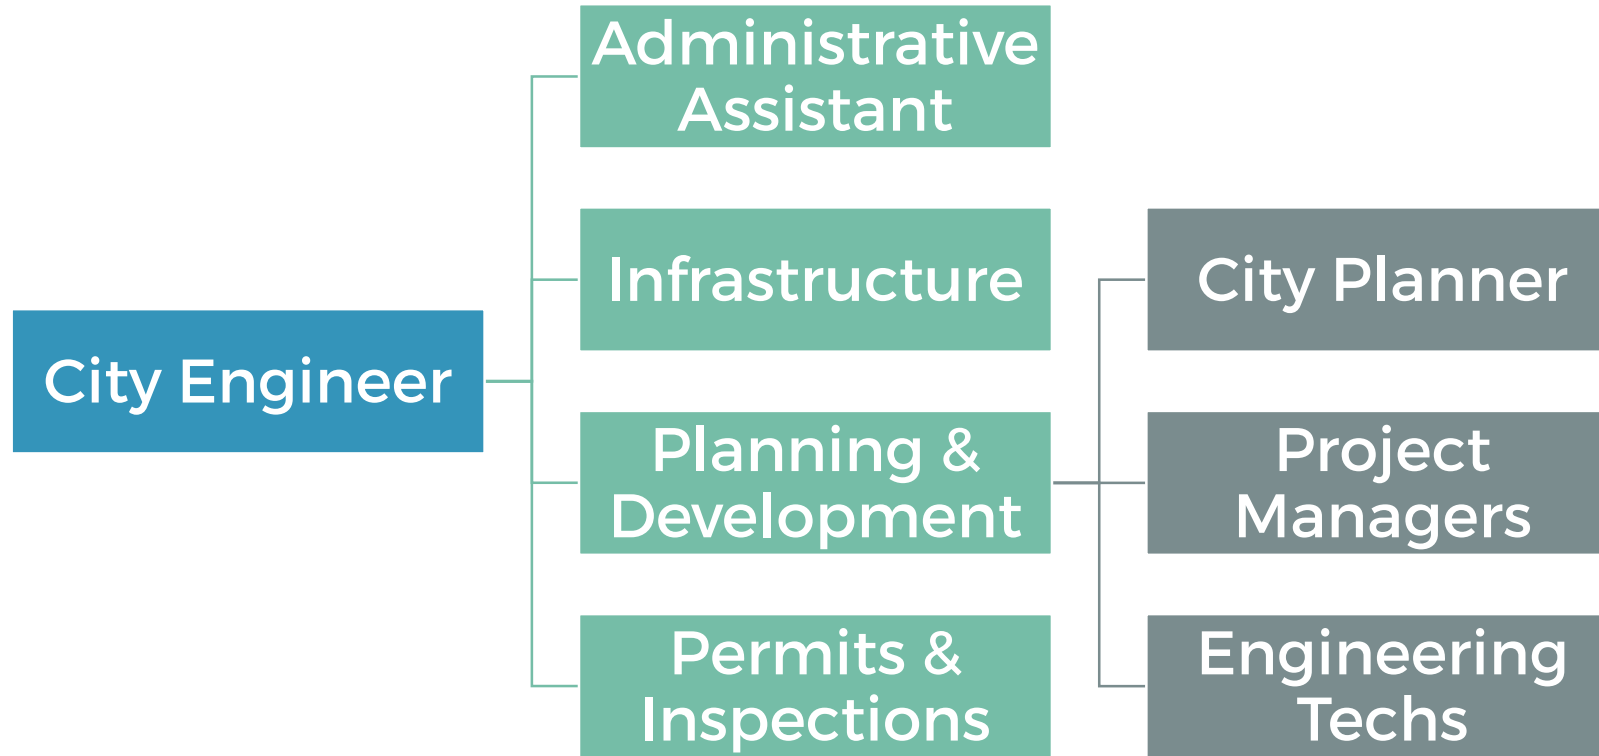 City Engineer
Administrative
Assistant
Infrastructure
Planning &
Development
Permits &
Inspections
City Planner
Project
Managers
Engineering
Techs